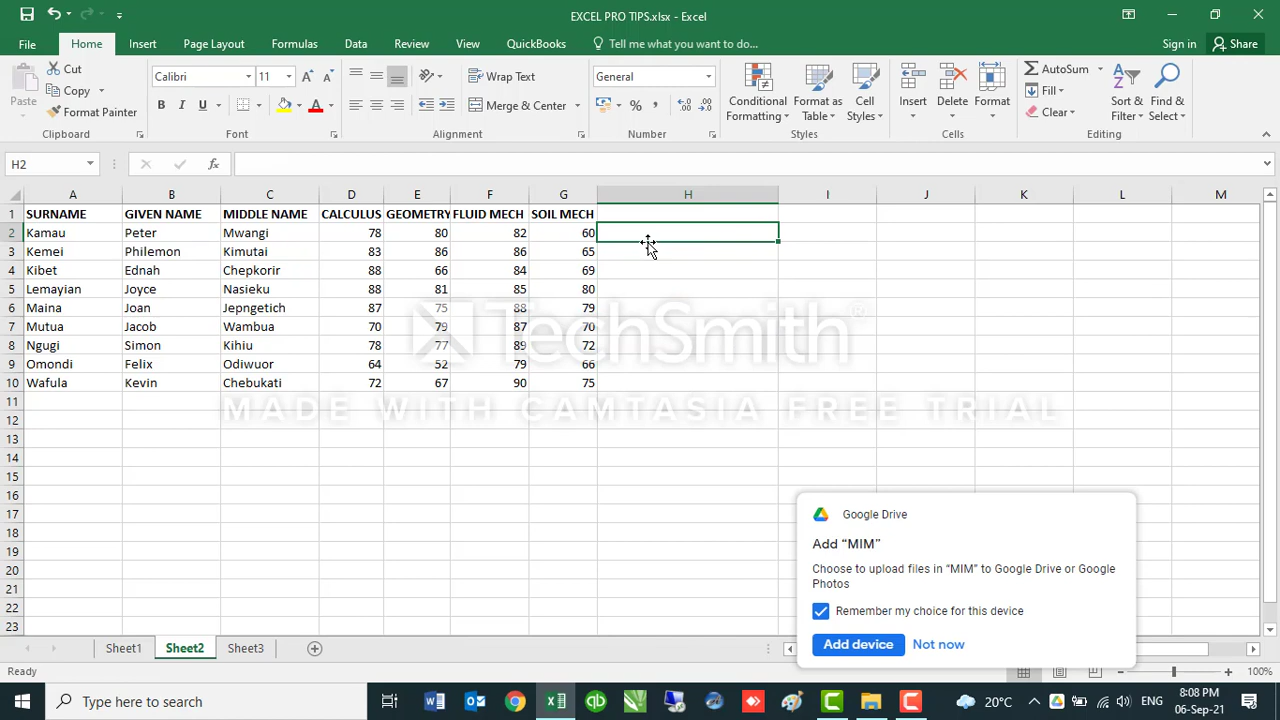 EXCEL PRO TIPS.xlsx - Excel
File Home Insert Page Layout Formulas Data Review View QuickBooks Tell me what you want to do... Sign in Share
Cut
Copy
Format Painter
Paste
Clipboard
Calibri 11
B I U
Font
Wrap Text
Merge & Center
Alignment
General
Number
Conditional Formatting
Format as Table
Cell Styles
Styles
Insert Delete Format
Cells
AutoSum
Fill
Clear
Sort & Filter
Find & Select
Editing
H2 fx
A B C D E F G H I J K L M
1 SURNAME GIVEN NAME MIDDLE NAME CALCULUS GEOMETRY FLUID MECH SOIL MECH
2 Kamau Peter Mwangi 78 80 82 60
3 Kemei Philemon Kimutai 83 86 86 65
4 Kibet Ednah Chepkorir 88 66 84 69
5 Lemayian Joyce Nasieku 88 81 85 80
6 Maina Joan Jepngetich 87 75 88 79
7 Mutua Jacob Wambua 70 79 87 70
8 Ngugi Simon Kihiu 78 77 89 72
9 Omondi Felix Odiwuor 64 52 79 66
10 Wafula Kevin Chebukati 72 67 90 75
11
12
13
14
15
16
17
18
19
20
21
22
23
TechSmith®
MADE WITH CAMTASIA FREE TRIAL
Google Drive
Add “MIM”
Choose to upload files in “MIM” to Google Drive or Google
Photos
Remember my choice for this device
Add device Not now
Sheet1 Sheet2 Sheet3
Ready 100%
Type here to search
20°C ENG
8:08 PM
06-Sep-21